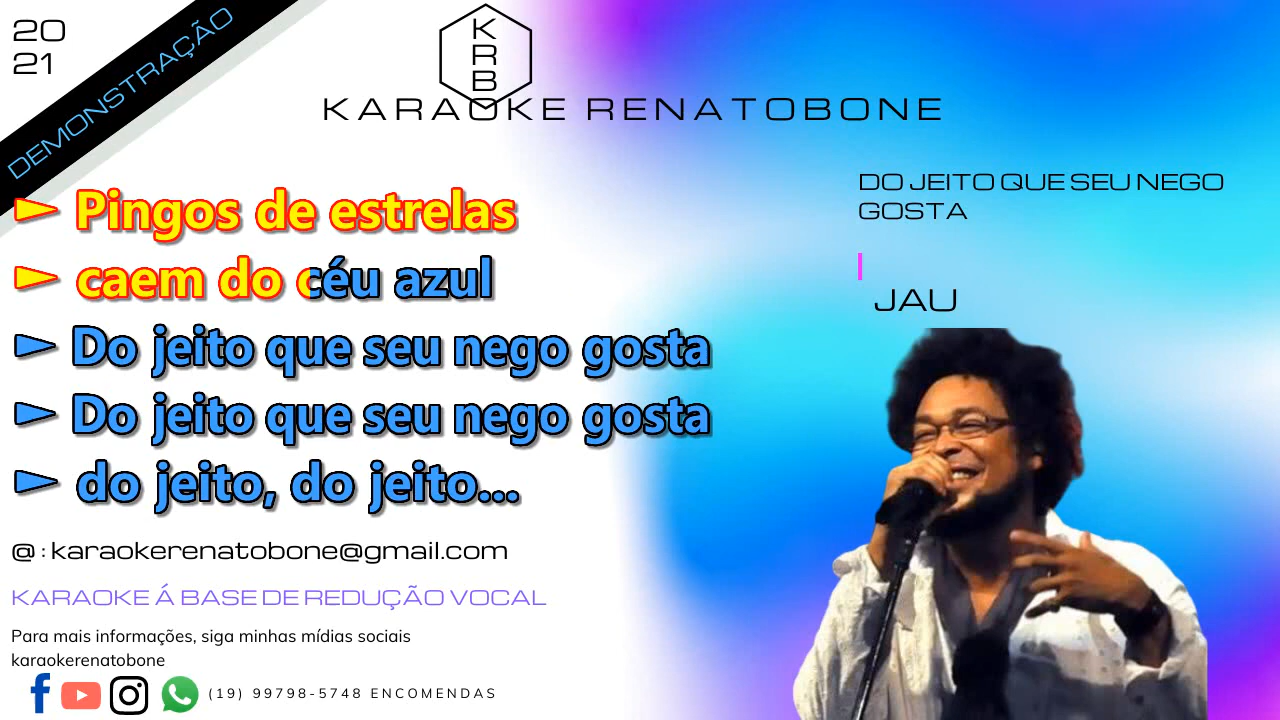 20
21
DEMONSTRAÇÃO
K
R
B
KARAOKE RENATOBONE
DO JEITO QUE SEU NEGO
GOSTA
JAU
Pingos de estrelas
caem do céu azul
Do jeito que seu nego gosta
Do jeito que seu nego gosta
do jeito, do jeito...
@ : karaokerenatobone@gmail.com
KARAOKE Á BASE DE REDUÇÃO VOCAL
Para mais informações, siga minhas mídias sociais
karaokerenatobone
(19) 99798-5748 ENCOMENDAS